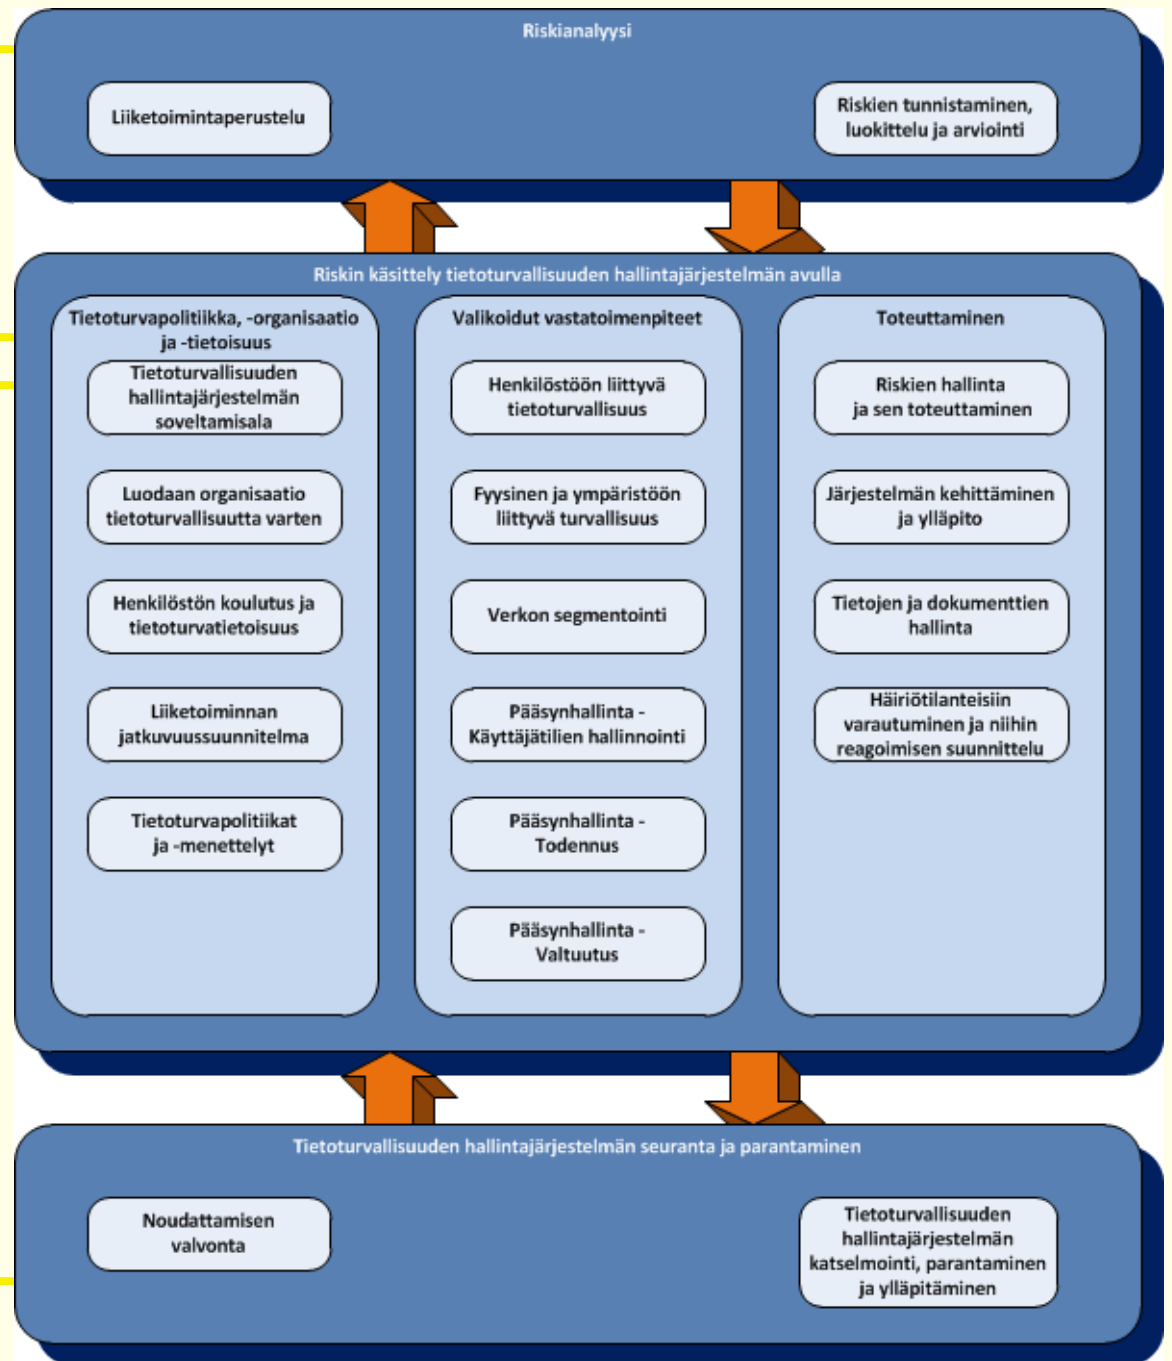 Riskianalyysi
Liiketoimintaperustelu
Riskien tunnistaminen,
luokittelu ja arviointi
Riskin käsittely tietoturvallisuuden hallintajärjestelmän avulla
Tietoturvapolitiikka, -organisaatio
ja -tietoisuus
Tietoturvallisuuden
hallintajärjestelmän
soveltamisala
Luodaan organisaatio
tietoturvallisuutta varten
Henkilöstön koulutus ja
tietoturvatietoisuus
Liiketoiminnan
jatkuvuussuunnitelma
Tietoturvapolitiikat
ja -menettelyt
Valikoidut vastatoimenpiteet
Henkilöstöön liittyvä
tietoturvallisuus
Fyysinen ja ympäristöön
liittyvä turvallisuus
Verkon segmentointi
Pääsynhallinta -
Käyttäjätilien hallinnointi
Pääsynhallinta -
Todennus
Pääsynhallinta -
Valtuutus
Toteuttaminen
Riskien hallinta
ja sen toteuttaminen
Järjestelmän kehittäminen
ja ylläpito
Tietojen ja dokumenttien
hallinta
Häiriötilanteisiin
varautuminen ja niihin
reagoimisen suunnittelu
Tietoturvallisuuden hallintajärjestelmän seuranta ja parantaminen
Noudattamisen
valvonta
Tietoturvallisuuden
hallintajärjestelmän
katselmointi, parantaminen
ja ylläpitäminen